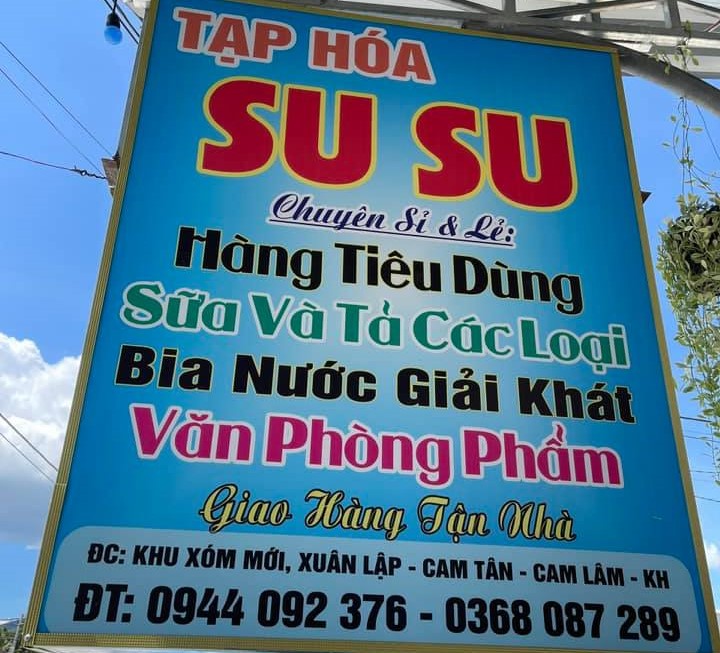 TẠP HÓA
SU SU
Chuyên Sỉ & Lẻ:
Hàng Tiêu Dùng
Sữa Và Tả Các Loại
Bia Nước Giải Khát
Văn Phòng Phẩm
Giao Hàng Tận Nhà
ĐC: KHU XÓM MỚI, XUÂN LẬP - CAM TÂN - CAM LÂM - KH
ĐT: 0944 092 376 - 0368 087 289